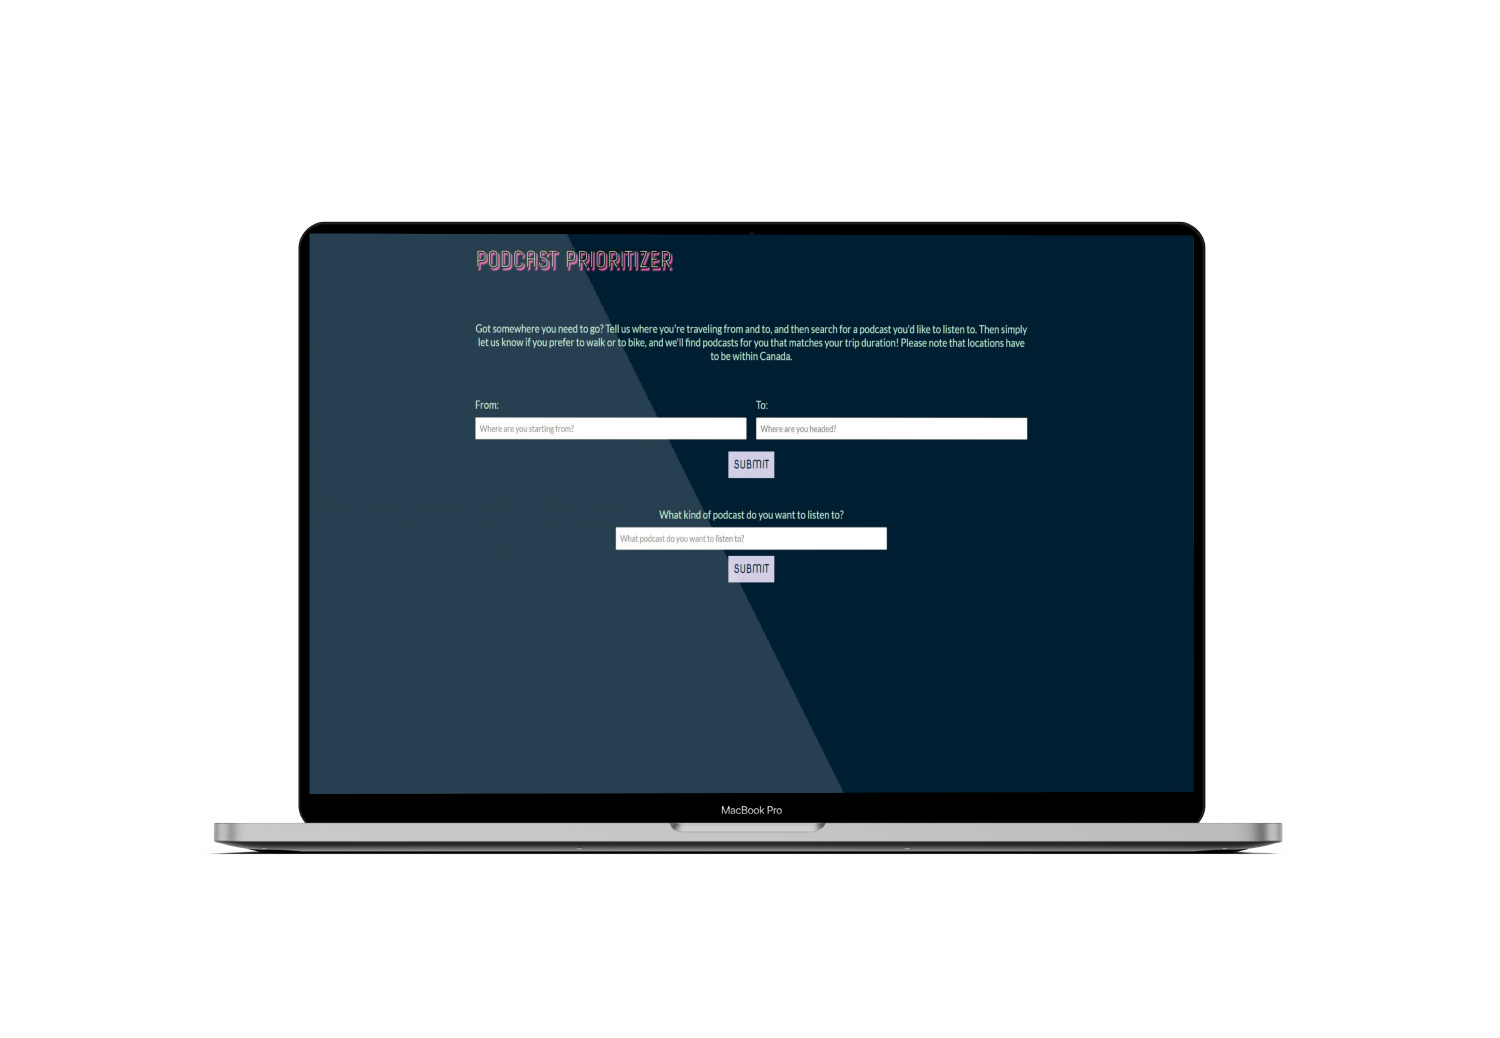 PODCAST PRIORITIZER
Got somewhere you need to go? Tell us where you're traveling from and to, and then search for a podcast you'd like to listen to. Then simply
let us know if you prefer to walk or to bike, and we'll find podcasts for you that matches your trip duration! Please note that locations have
to be within Canada.
From:
To:
Where are you starting from?
Where are you headed?
SUBMIT
What kind of podcast do you want to listen to?
What podcast do you want to listen to?
SUBMIT
MacBook Pro